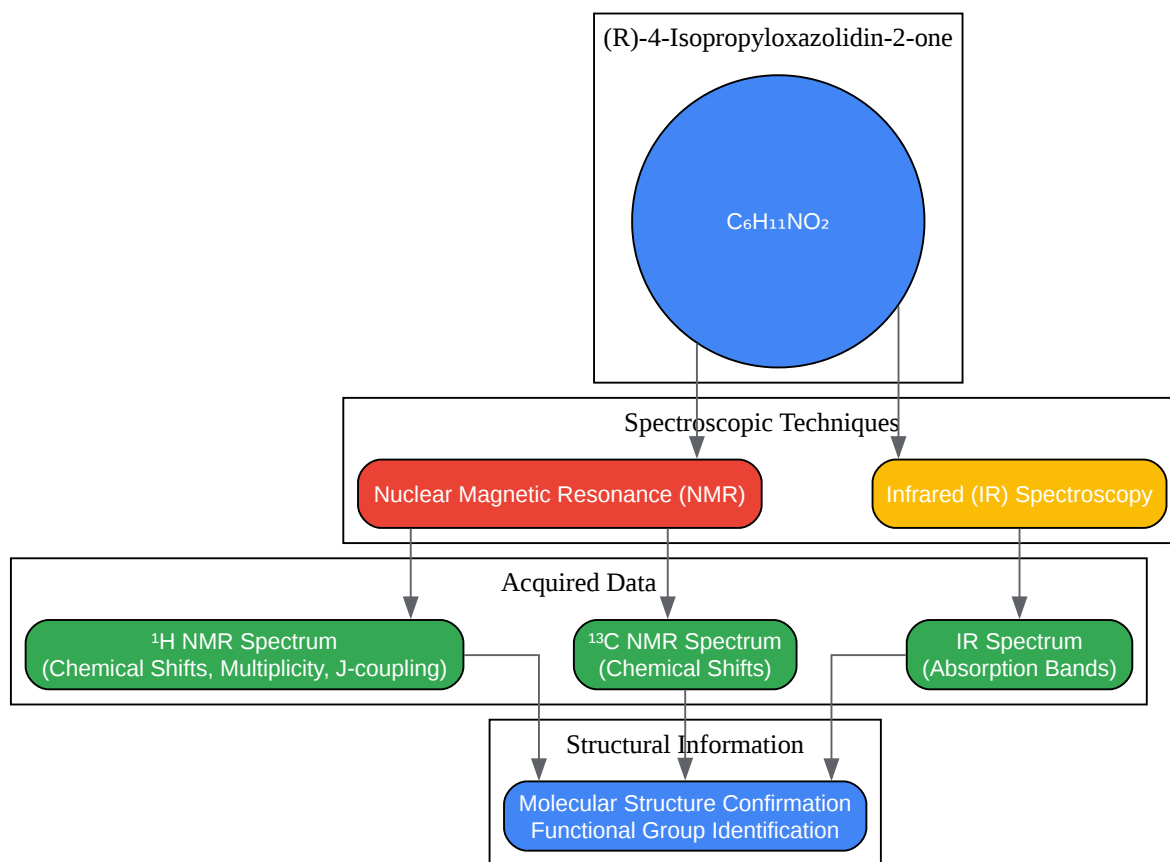 (R)-4-Isopropyloxazolidin-2-one
C₆H₁₁NO₂
Spectroscopic Techniques
Nuclear Magnetic Resonance (NMR)
Infrared (IR) Spectroscopy
Acquired Data
¹H NMR Spectrum
(Chemical Shifts, Multiplicity, J-coupling)
¹³C NMR Spectrum
(Chemical Shifts)
IR Spectrum
(Absorption Bands)
Structural Information
Molecular Structure Confirmation
Functional Group Identification